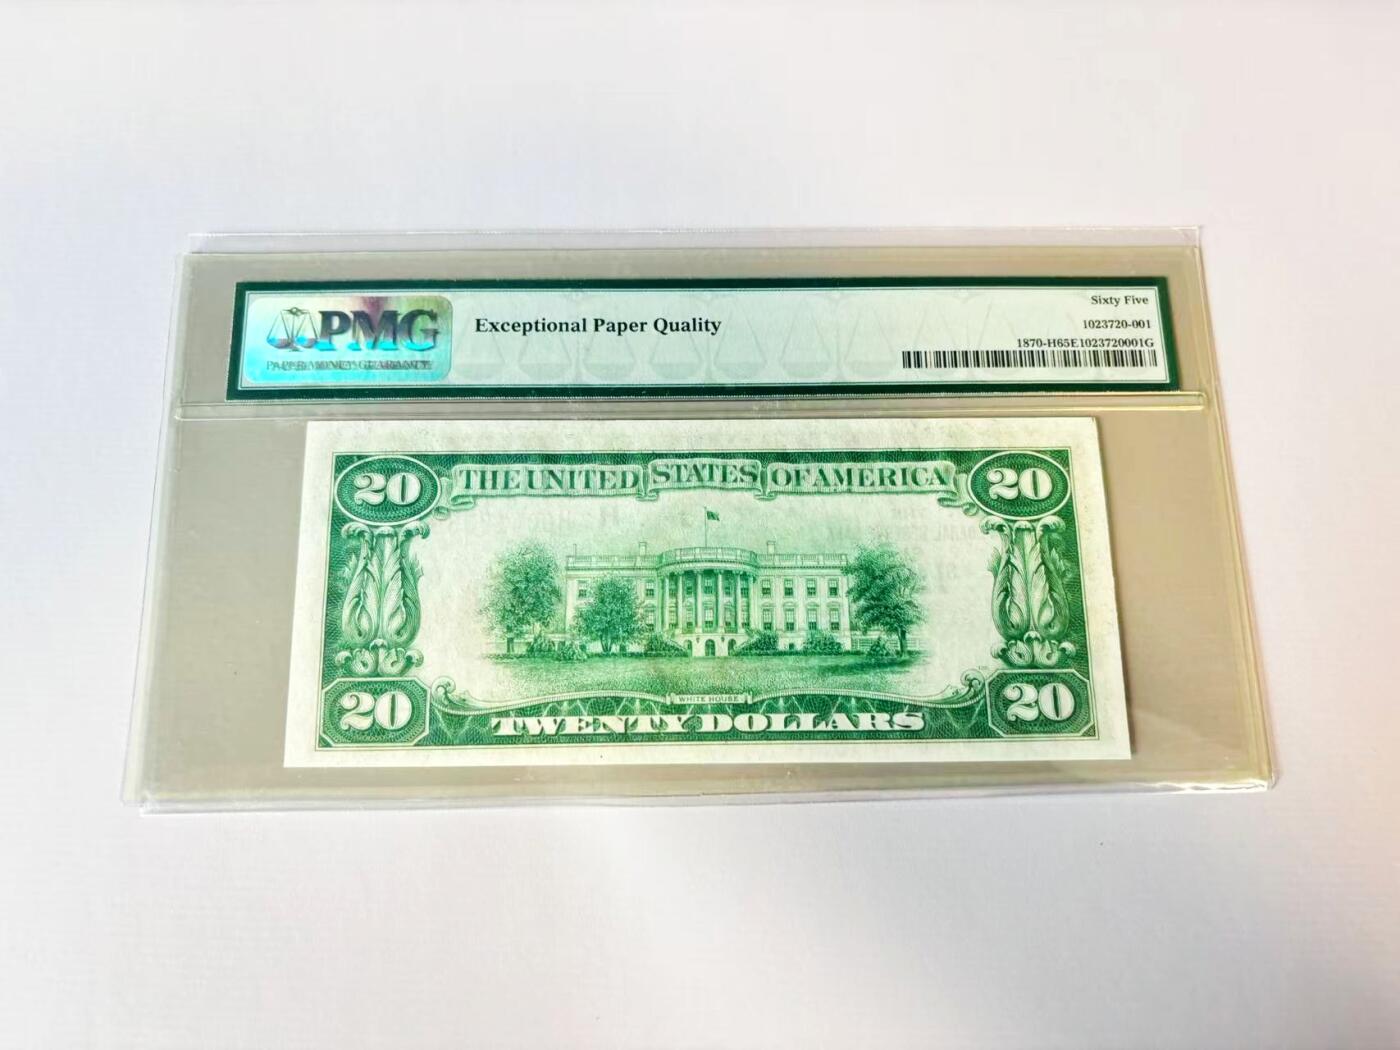 PMG
PAPER MONEY GUARANTY
Exceptional Paper Quality
Sixty Five
1023720-001
1870-H65E1023720001G
20
THE UNITED STATES OF AMERICA
20
WHITE HOUSE
20
TWENTY DOLLARS
20